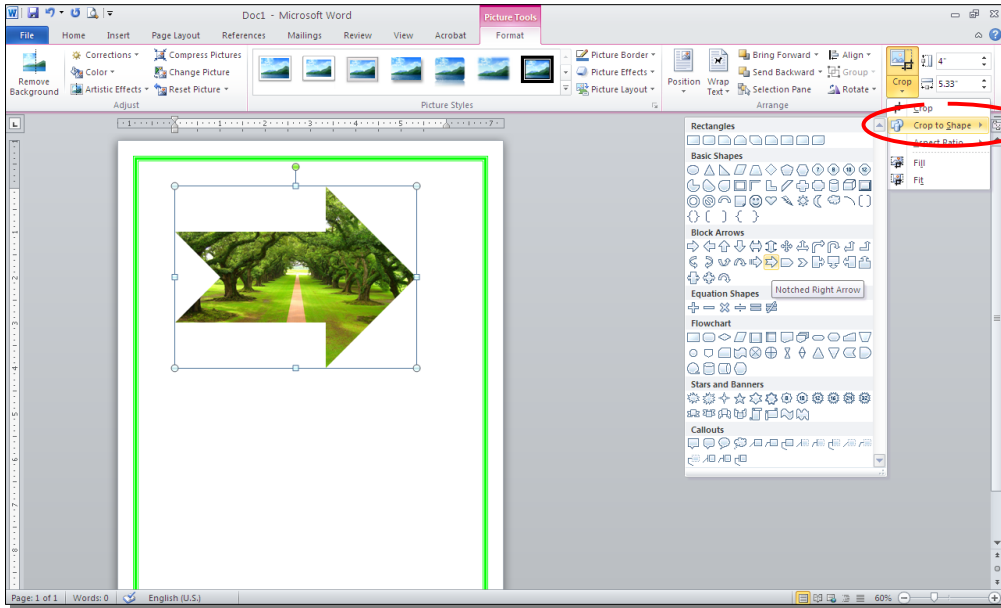 Doc1 - Microsoft Word
Picture Tools
File Home Insert Page Layout References Mailings Review View Acrobat Format
Remove Background
Corrections
Color
Artistic Effects
Compress Pictures
Change Picture
Reset Picture
Adjust
Picture Styles
Picture Border
Picture Effects
Picture Layout
Position
Wrap Text
Bring Forward
Send Backward
Selection Pane
Align
Group
Rotate
Arrange
Crop
4"
5.33"
Crop
Crop to Shape
Aspect Ratio
Fill
Fit
Rectangles
Basic Shapes
Block Arrows
Notched Right Arrow
Equation Shapes
Flowchart
Stars and Banners
Callouts
Page: 1 of 1 Words: 0 English (U.S.) 60%